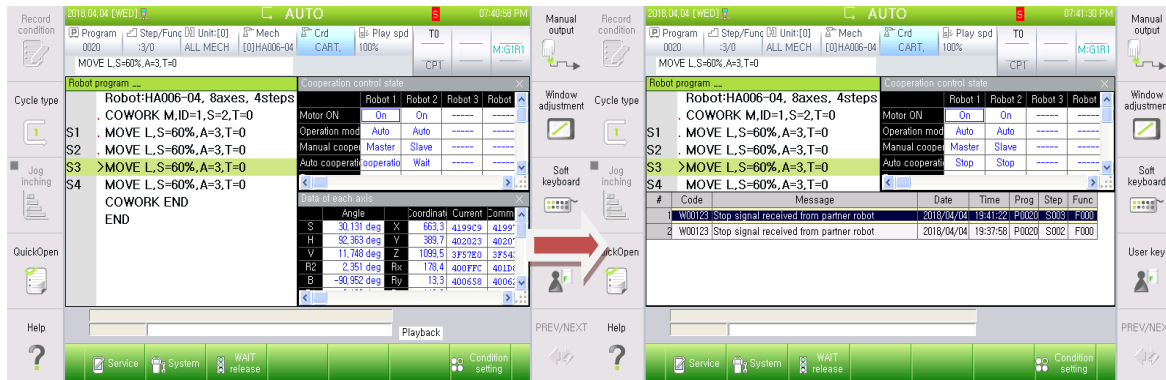 Record condition
2018,04,04 [WED]
AUTO
S
07:40:58 PM
Manual output
Program
Step/Func
Unit:[0]
Mech
Crd
Play spd
T0
0020
:3/0
ALL MECH
[0]HA006-04
CART,
100%
M:G1R1
MOVE L,S=60%,A=3,T=0
CPT
Robot program __
Cooperation control state
Cycle type
Window adjustment
Robot:HA006-04, 8axes, 4steps
. COWORK M,ID=1,S=2,T=0
S1 . MOVE L,S=60%,A=3,T=0
S2 . MOVE L,S=60%,A=3,T=0
S3 >MOVE L,S=60%,A=3,T=0
S4 MOVE L,S=60%,A=3,T=0
COWORK END
END
Robot 1 Robot 2 Robot 3 Robot
Motor ON On On ----- -----
Operation mod Auto Auto ----- -----
Manual cooper Master Slave ----- -----
Auto cooperati ooperatio Wait ----- -----
Jog inching
Soft keyboard
Data of each axis
Angle Coordinat Current Comm
S 30,131 deg X 663,3 4199C9 4199
H 92,363 deg Y 389,7 402023 4020
V 11,748 deg Z 1099,5 3F57E0 3F54
R2 2,351 deg Rx 178,4 400FFC 401D
B -90,952 deg Ry 13,3 400658 4006
QuickOpen
Playback
Help
PREV/NEXT
Service
System
WAIT release
Condition setting
Record condition
2018,04,04 [WED]
AUTO
S
07:41:30 PM
Manual output
Program
Step/Func
Unit:[0]
Mech
Crd
Play spd
T0
0020
:3/0
ALL MECH
[0]HA006-04
CART,
100%
M:G1R1
MOVE L,S=60%,A=3,T=0
CPT
Robot program __
Cooperation control state
Cycle type
Window adjustmer
Robot:HA006-04, 8axes, 4steps
. COWORK M,ID=1,S=2,T=0
S1 . MOVE L,S=60%,A=3,T=0
S2 . MOVE L,S=60%,A=3,T=0
S3 >MOVE L,S=60%,A=3,T=0
S4 MOVE L,S=60%,A=3,T=0
Robot 1 Robot 2 Robot 3 Robot
Motor ON On On ----- -----
Operation mod Auto Auto ----- -----
Manual cooper Master Slave ----- -----
Auto cooperati Stop Stop ----- -----
Jog inching
Soft keyboard
# Code Message Date Time Prog Step Func
1 W00123 Stop signal received from partner robot 2018/04/04 19:41:22 P0020 S003 F000
2 W00123 Stop signal received from partner robot 2018/04/04 19:37:58 P0020 S002 F000
ickOpen
User key
Help
PREV/NE
Service
System
WAIT release
Condition setting